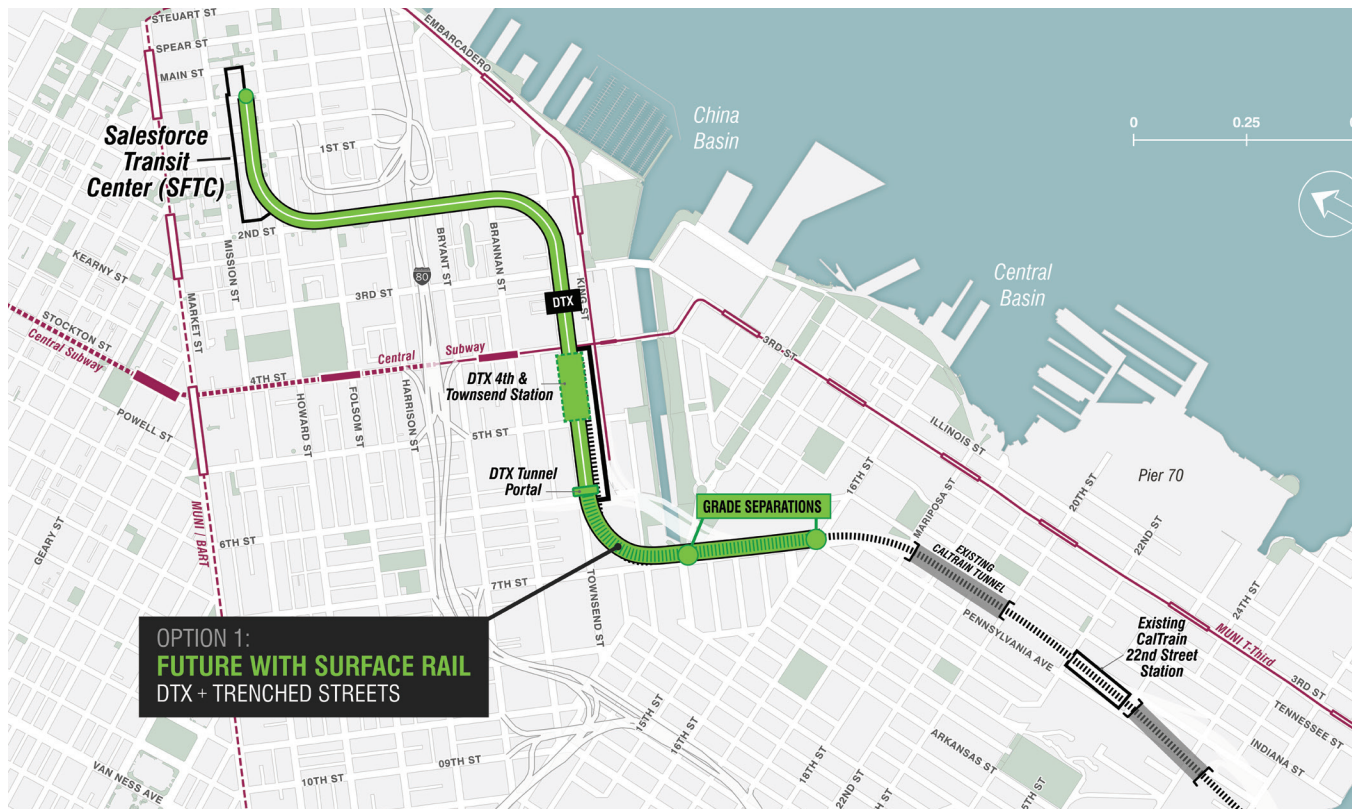 STEUART ST
SPEAR ST
MAIN ST
EMBARCADERO
China
Basin
0
0.25
Salesforce
Transit
Center (SFTC)
1ST ST
2ND ST
KEARNY ST
MISSION ST
MARKET ST
STOCKTON ST
Central Subway
80
BRYANT ST
BRANNAN ST
3RD ST
DTX
KING ST
Central
Basin
Central
Subway
4TH ST
3RD ST
DTX 4th &
Townsend Station
POWELL ST
HOWARD ST
FOLSOM ST
HARRISON ST
5TH ST
ILLINOIS ST
DTX Tunnel
Portal
GRADE SEPARATIONS
16TH ST
MARIPOSA ST
20TH ST
22ND ST
24TH ST
Pier 70
GEARY ST
MUNI / BART
6TH ST
7TH ST
TOWNSEND ST
EXISTING
CALTRAIN TUNNEL
PENNSYLVANIA AVE
Existing
CalTrain
22nd Street
Station
MUNI T-Third
3RD ST
TENNESSEE ST
INDIANA ST
OPTION 1:
FUTURE WITH SURFACE RAIL
DTX + TRENCHED STREETS
15TH ST
16TH ST
18TH ST
22ND ST
ARKANSAS ST
25TH ST
VAN NESS AVE
10TH ST
09TH ST